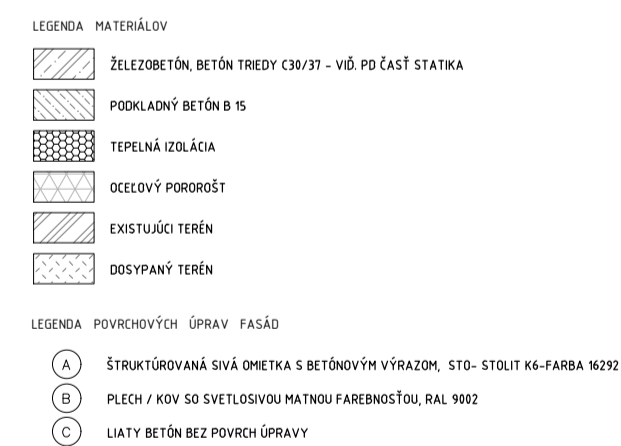 LEGENDA MATERIÁLOV
ŽELEZOBETÓN, BETÓN TRIEDY C30/37 - VIĎ. PD ČASŤ STATIKA
PODKLADNÝ BETÓN B 15
TEPELNÁ IZOLÁCIA
OCEĽOVÝ POROROŠT
EXISTUJÚCI TERÉN
DOSYPANÝ TERÉN
LEGENDA POVRCHOVÝCH ÚPRAV FASÁD
A ŠTRUKTÚROVANÁ SIVÁ OMIETKA S BETÓNOVÝM VÝRAZOM, STO- STOLIT K6-FARBA 16292
B PLECH / KOV SO SVETLOSIVOU MATNOU FAREBNOSŤOU, RAL 9002
C LIATY BETÓN BEZ POVRCH ÚPRAVY